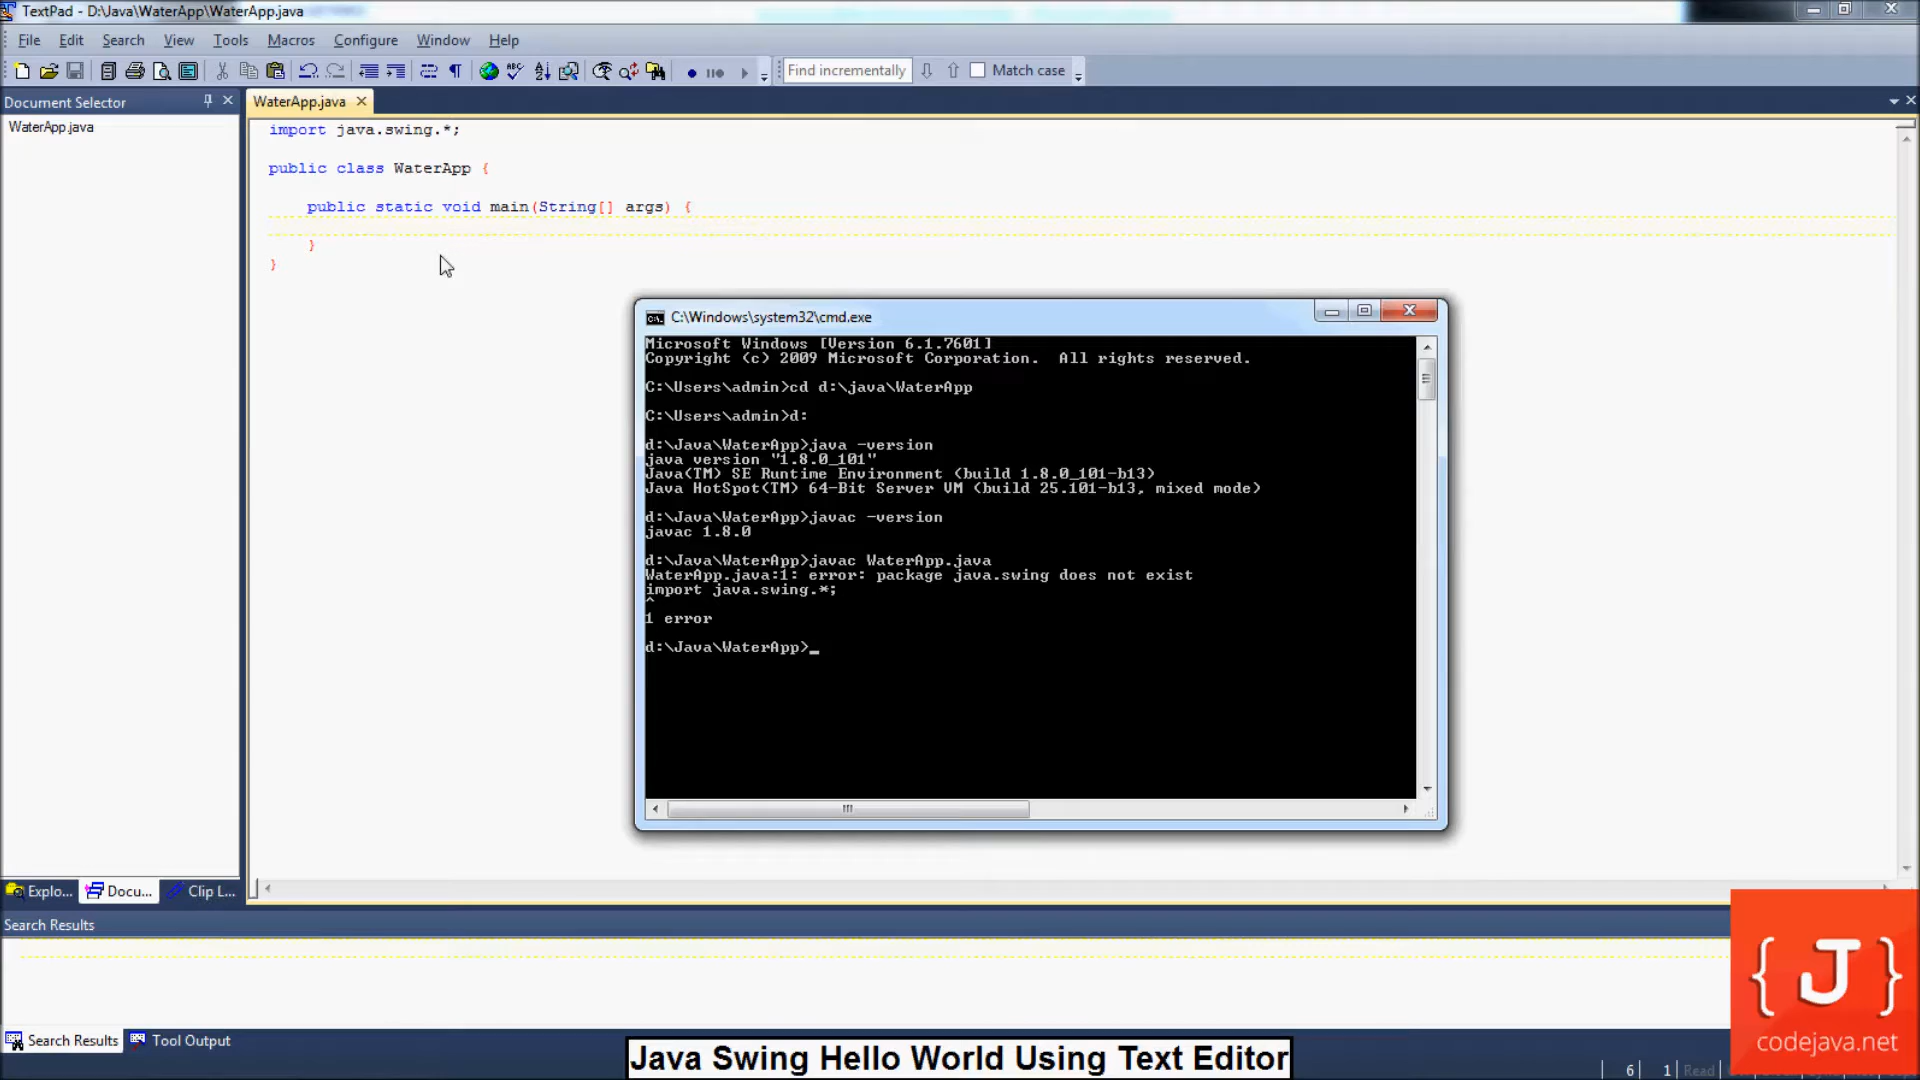 TextPad - D:\Java\WaterApp\WaterApp.java
File Edit Search View Tools Macros Configure Window Help
Find incrementally Match case
Document Selector
WaterApp.java
WaterApp.java
import java.swing.*;
public class WaterApp {
public static void main(String[] args) {
}
}
C:\Windows\system32\cmd.exe
Microsoft Windows [Version 6.1.7601]
Copyright (c) 2009 Microsoft Corporation. All rights reserved.
C:\Users\admin>cd d:\java\WaterApp
C:\Users\admin>d:
d:\Java\WaterApp>java -version
java version "1.8.0_101"
Java(TM) SE Runtime Environment (build 1.8.0_101-b13)
Java HotSpot(TM) 64-Bit Server VM (build 25.101-b13, mixed mode)
d:\Java\WaterApp>javac -version
javac 1.8.0
d:\Java\WaterApp>javac WaterApp.java
WaterApp.java:1: error: package java.swing does not exist
import java.swing.*;
^
1 error
d:\Java\WaterApp>_
Explo... Docu... Clip L...
Search Results
Search Results Tool Output
{J}
codejava.net
Java Swing Hello World Using Text Editor
6 1 Read